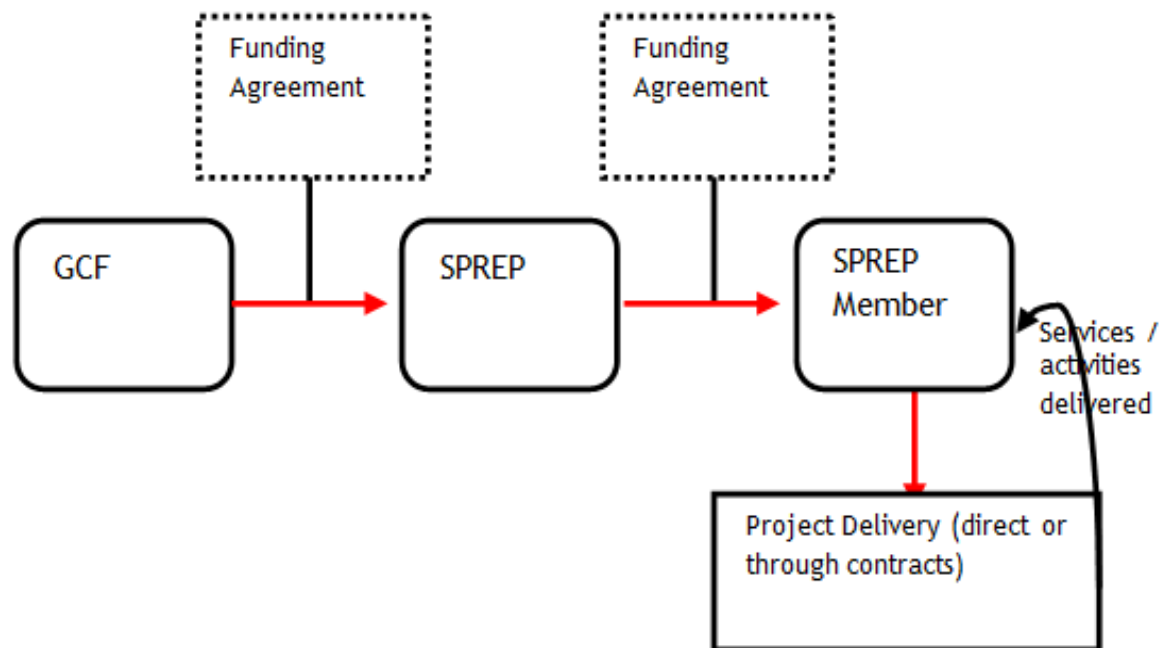 Funding
Agreement
Funding
Agreement
GCF
SPREP
SPREP
Member
Services /
activities
delivered
Project Delivery (direct or
through contracts)